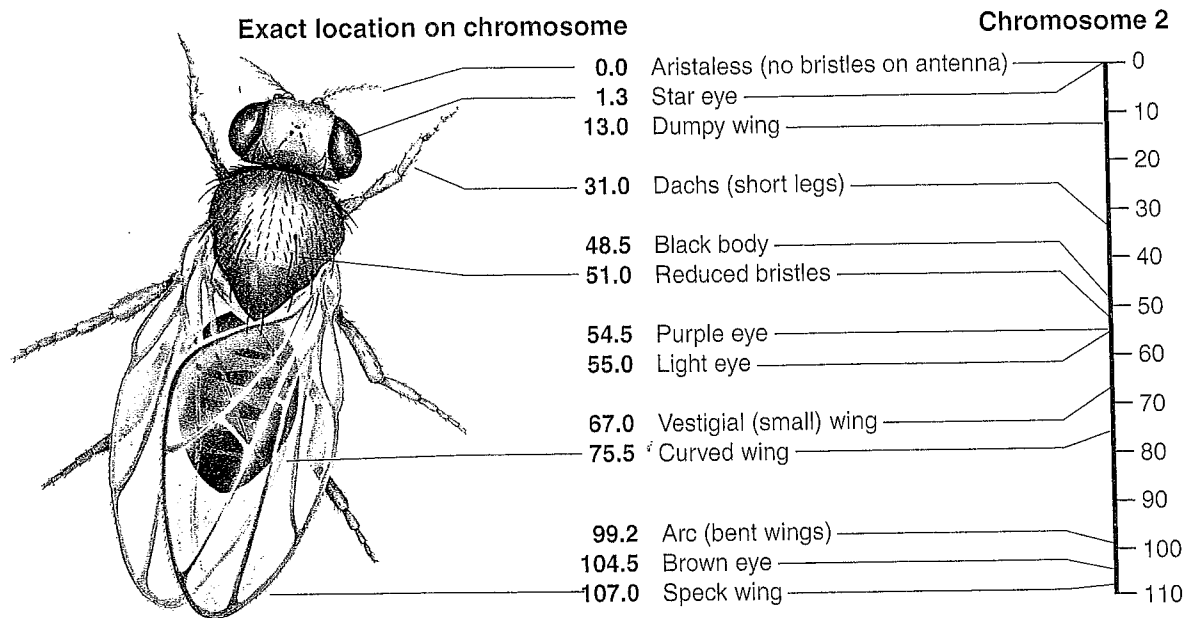 Exact location on chromosome
Chromosome 2
0.0 Aristaless (no bristles on antenna)
1.3 Star eye
13.0 Dumpy wing
31.0 Dachs (short legs)
48.5 Black body
51.0 Reduced bristles
54.5 Purple eye
55.0 Light eye
67.0 Vestigial (small) wing
75.5 Curved wing
99.2 Arc (bent wings)
104.5 Brown eye
107.0 Speck wing
0
10
20
30
40
50
60
70
80
90
100
110